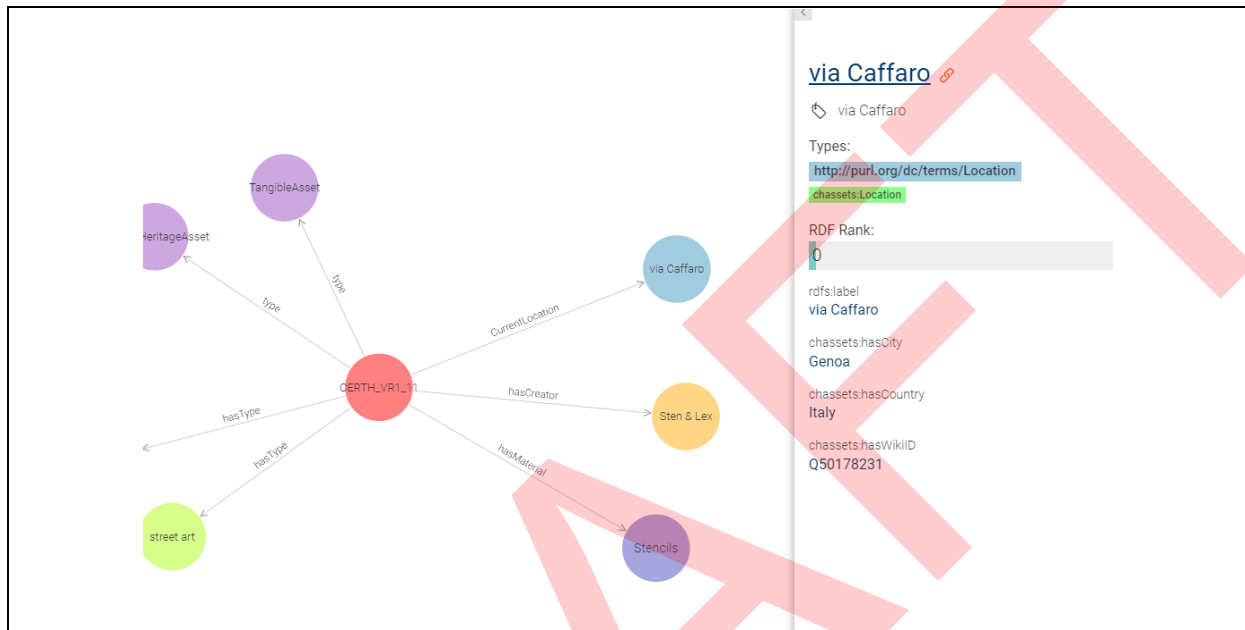 TangibleAsset
HeritageAsset
via Caffaro
type
type
CurrentLocation
CERTH_VR1_11
hasCreator
Sten & Lex
hasType
hasType
hasMaterial
street art
Stencils
via Caffaro
via Caffaro
Types:
http://purl.org/dc/terms/Location
chassets:Location
RDF Rank:
0
rdfs:label
via Caffaro
chassets:hasCity
Genoa
chassets:hasCountry
Italy
chassets:hasWikiID
Q50178231
AFT